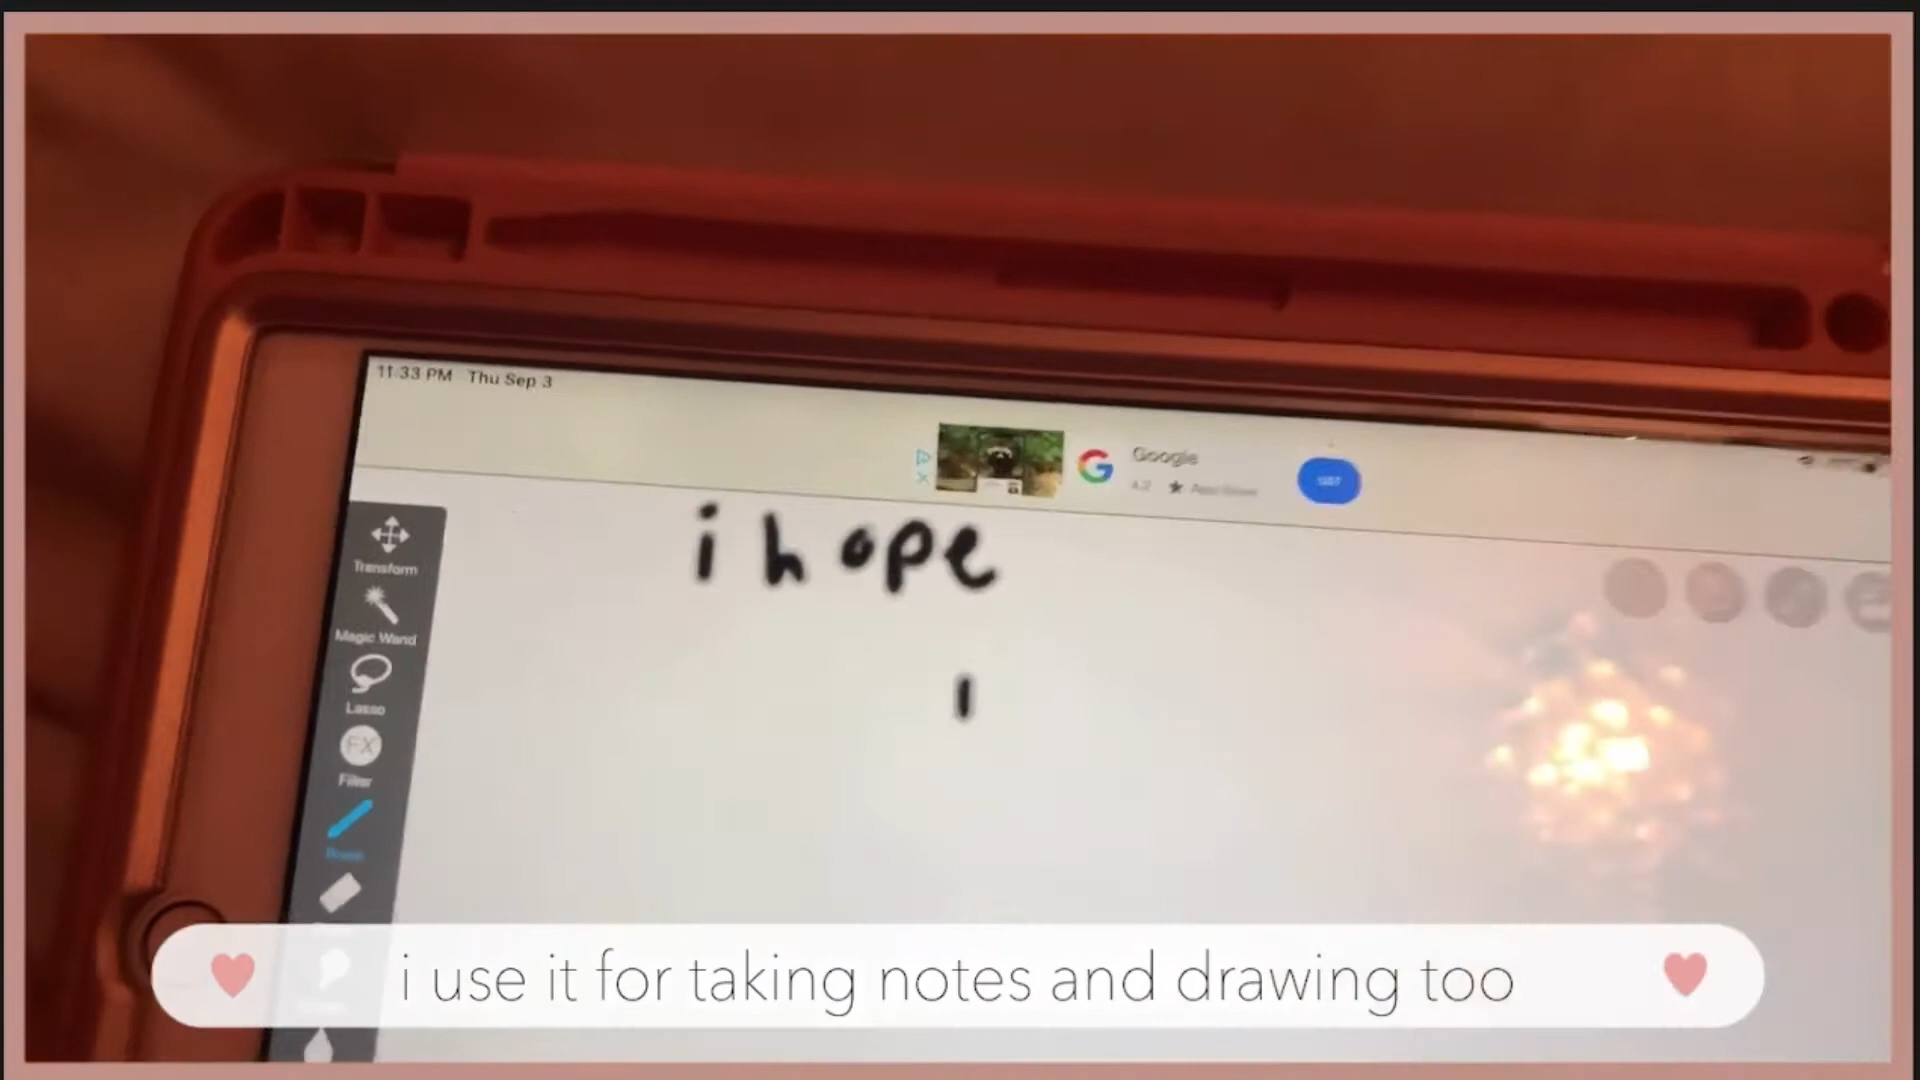 11:33 PM Thu Sep 3
Google
i hope
Transform
Magic Wand
Lasso
FX
Filter
i use it for taking notes and drawing too